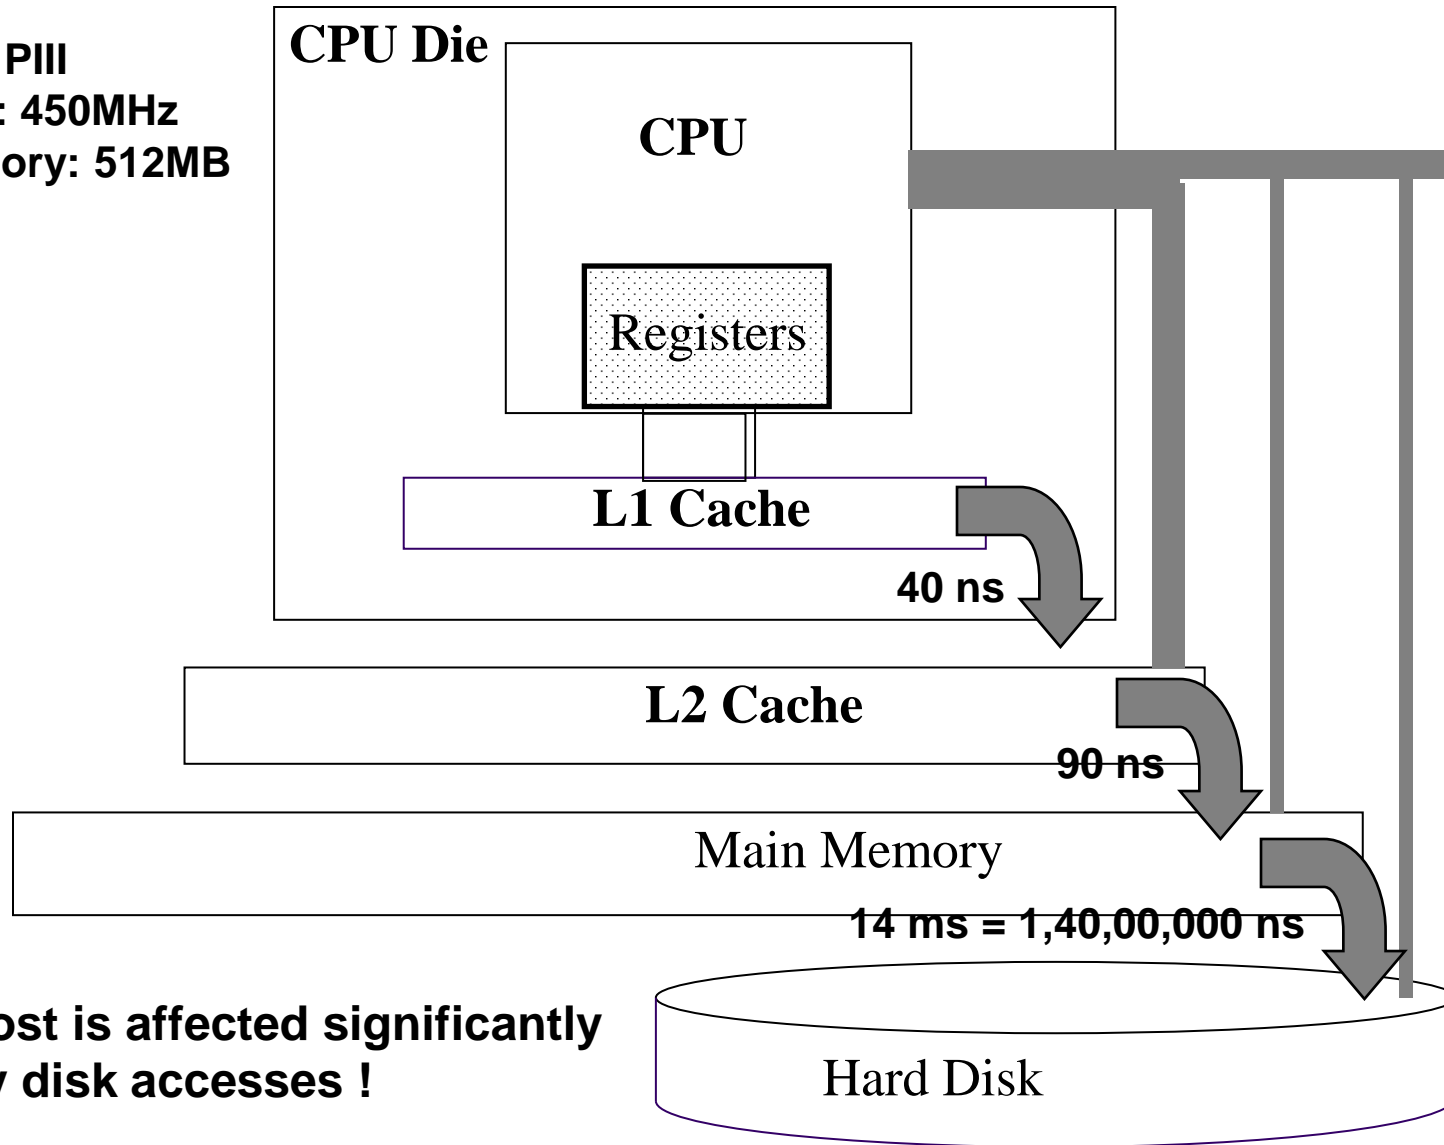 PIII
: 450MHz
ory: 512MB
CPU Die
CPU
Registers
L1 Cache
40 ns
L2 Cache
90 ns
Main Memory
14 ms = 1,40,00,000 ns
ost is affected significantly
y disk accesses !
Hard Disk